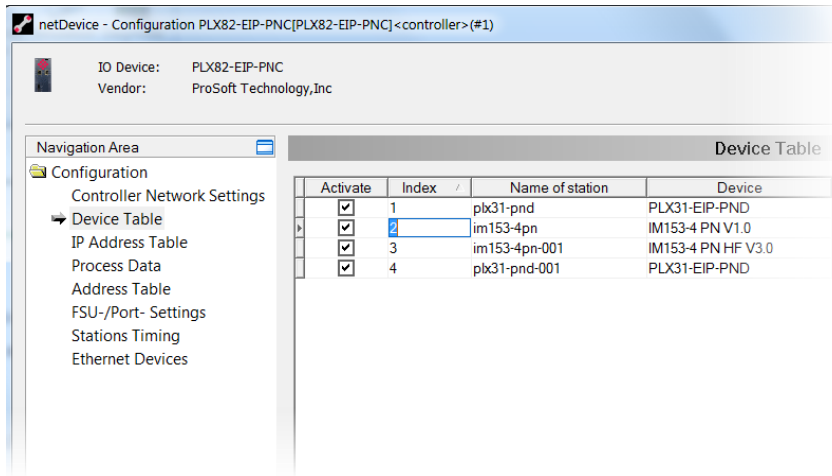 netDevice - Configuration PLX82-EIP-PNC[PLX82-EIP-PNC]<controller>(#1)
IO Device: PLX82-EIP-PNC
Vendor: ProSoft Technology,Inc
Navigation Area
Configuration
Controller Network Settings
Device Table
IP Address Table
Process Data
Address Table
FSU-/Port- Settings
Stations Timing
Ethernet Devices
Device Table
Activate Index Name of station Device
1 plx31-pnd PLX31-EIP-PND
2 im153-4pn IM153-4 PN V1.0
3 im153-4pn-001 IM153-4 PN HF V3.0
4 plx31-pnd-001 PLX31-EIP-PND